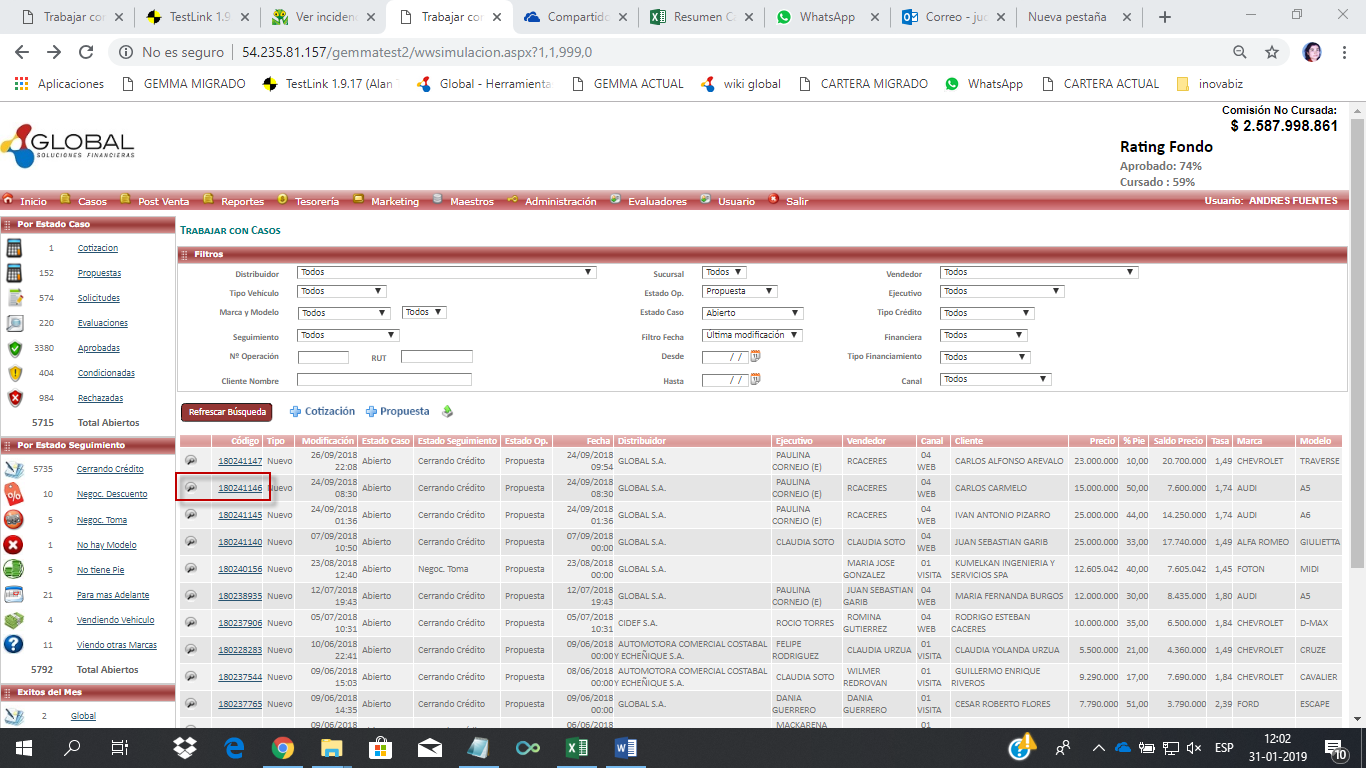 Trabajar con
TestLink 1.9
Ver inciden
Trabajar con
Compartido
Resumen C
WhatsApp
Correo - juc
Nueva pestaña
No es seguro
54.235.81.157/gemmatest2/wwsimulacion.aspx?1,1,999,0
Aplicaciones
GEMMA MIGRADO
TestLink 1.9.17 (Alan
Global - Herramienta
GEMMA ACTUAL
wiki global
CARTERA MIGRADO
WhatsApp
CARTERA ACTUAL
inovabiz
Comisión No Cursada:
$ 2.587.998.861
GLOBAL
SOLUCIONES FINANCIERAS
Rating Fondo
Aprobado: 74%
Cursado : 59%
Inicio Casos Post Venta Reportes Tesorería Marketing Maestros Administración Evaluadores Usuario Salir Usuario: ANDRES FUENTES
Por Estado Caso
1 Cotizacion
152 Propuestas
574 Solicitudes
220 Evaluaciones
3380 Aprobadas
404 Condicionadas
984 Rechazadas
5715 Total Abiertos
Por Estado Seguimiento
5735 Cerrando Crédito
10 Negoc. Descuento
5 Negoc. Toma
1 No hay Modelo
5 No tiene Pie
21 Para mas Adelante
4 Vendiendo Vehiculo
11 Viendo otras Marcas
5792 Total Abiertos
Exitos del Mes
2 Global
TRABAJAR CON CASOS
Filtros
Distribuidor Todos Sucursal Todos Vendedor Todos
Tipo Vehículo Todos Estado Op. Propuesta Ejecutivo Todos
Marca y Modelo Todos Todos Estado Caso Abierto Tipo Crédito Todos
Seguimiento Todos Filtro Fecha Última modificación Financiera Todos
Nº Operación RUT Desde / / Tipo Financiamiento Todos
Cliente Nombre Hasta / / Canal Todos
Refrescar Búsqueda Cotización Propuesta
Código Tipo Modificación Estado Caso Estado Seguimiento Estado Op. Fecha Distribuidor Ejecutivo Vendedor Canal Cliente Precio % Pie Saldo Precio Tasa Marca Modelo
180241147 Nuevo 26/09/2018 22:08 Abierto Cerrando Crédito Propuesta 24/09/2018 09:54 GLOBAL S.A. PAULINA CORNEJO (E) RCACERES 04 WEB CARLOS ALFONSO AREVALO 23.000.000 10,00 20.700.000 1,49 CHEVROLET TRAVERSE
180241146 Nuevo 24/09/2018 08:30 Abierto Cerrando Crédito Propuesta 24/09/2018 08:30 GLOBAL S.A. PAULINA CORNEJO (E) RCACERES 04 WEB CARLOS CARMELO 15.000.000 50,00 7.600.000 1,74 AUDI A5
180241145 Nuevo 24/09/2018 01:36 Abierto Cerrando Crédito Propuesta 24/09/2018 01:36 GLOBAL S.A. PAULINA CORNEJO (E) RCACERES 04 WEB IVAN ANTONIO PIZARRO 25.000.000 44,00 14.250.000 1,74 AUDI A6
180241140 Nuevo 07/09/2018 10:50 Abierto Cerrando Crédito Propuesta 07/09/2018 00:00 GLOBAL S.A. CLAUDIA SOTO CLAUDIA SOTO 04 WEB JUAN SEBASTIAN GARIB 25.000.000 33,00 17.740.000 1,49 ALFA ROMEO GIULIETTA
180240156 Nuevo 23/08/2018 12:40 Abierto Negoc. Toma Propuesta 23/08/2018 00:00 GLOBAL S.A. MARIA JOSE GONZALEZ 01 VISITA KUMELKAN INGENIERIA Y SERVICIOS SPA 12.605.042 40,00 7.605.042 1,45 FOTON MIDI
180238935 Nuevo 12/07/2018 19:43 Abierto Cerrando Crédito Propuesta 12/07/2018 19:43 GLOBAL S.A. PAULINA CORNEJO (E) JUAN SEBASTIAN GARIB 04 WEB MARIA FERNANDA BURGOS 12.000.000 30,00 8.435.000 1,80 AUDI A5
180237906 Nuevo 05/07/2018 10:31 Abierto Cerrando Crédito Propuesta 05/07/2018 10:31 CIDEF S.A. ROCIO TORRES ROMINA GUTIERREZ 04 WEB RODRIGO ESTEBAN CACERES 10.000.000 35,00 6.500.000 1,84 CHEVROLET D-MAX
180228283 Nuevo 10/06/2018 22:41 Abierto Cerrando Crédito Propuesta 09/06/2018 00:00 AUTOMOTORA COMERCIAL COSTABAL Y ECHEÑIQUE S.A. FELIPE RODRIGUEZ CLAUDIA URZUA 01 VISITA CLAUDIA YOLANDA URZUA 5.500.000 21,00 4.360.000 1,49 CHEVROLET CRUZE
180237544 Nuevo 09/06/2018 15:03 Abierto Cerrando Crédito Propuesta 08/06/2018 00:00 AUTOMOTORA COMERCIAL COSTABAL Y ECHEÑIQUE S.A. CLAUDIA SOTO WILMER REDROVAN 01 VISITA GUILLERMO ENRIQUE RIVEROS 9.290.000 17,00 7.690.000 1,84 CHEVROLET CAVALIER
180237765 Nuevo 09/06/2018 14:35 Abierto Cerrando Crédito Propuesta 09/06/2018 00:00 GLOBAL S.A. DANIA GUERRERO DANIA GUERRERO 01 VISITA CESAR ROBERTO FLORES 7.790.000 51,00 3.790.000 2,39 FORD ESCAPE
09/06/2018 06/06/2018 MACKARENA 01
ESP
12:02
31-01-2019
10